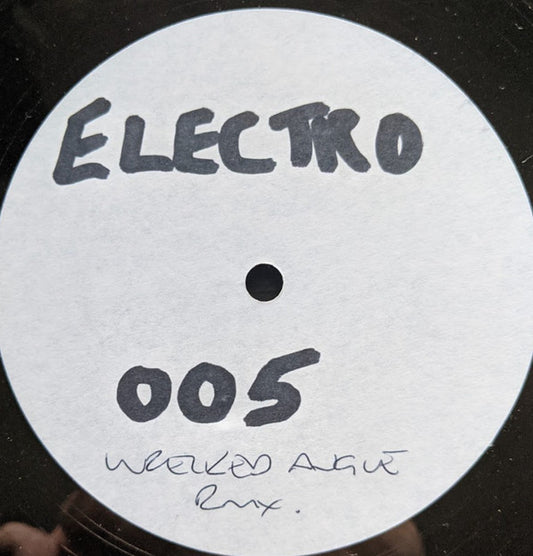 ELECTRO
005
WRECKED ANGLE
Rmx.